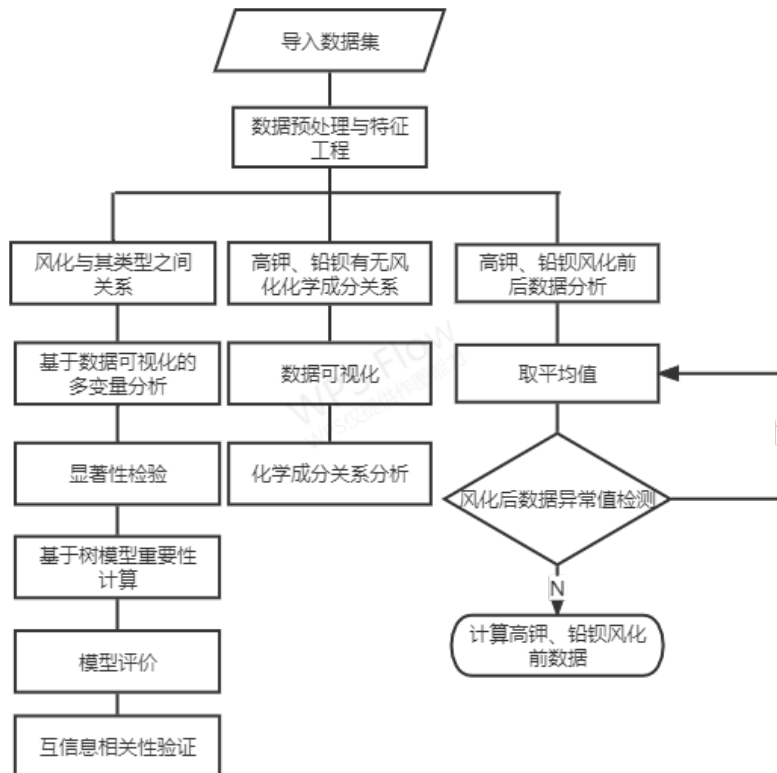 导入数据集
数据预处理与特征
工程
风化与其类型之间
关系
高钾、铅钡有无风
化化学成分关系
高钾、铅钡风化前
后数据分析
基于数据可视化的
多变量分析
数据可视化
取平均值
显著性检验
化学成分关系分析
风化后数据异常值检测
基于树模型重要性
计算
N
模型评价
计算高钾、铅钡风化
前数据
互信息相关性验证
WPS Flow